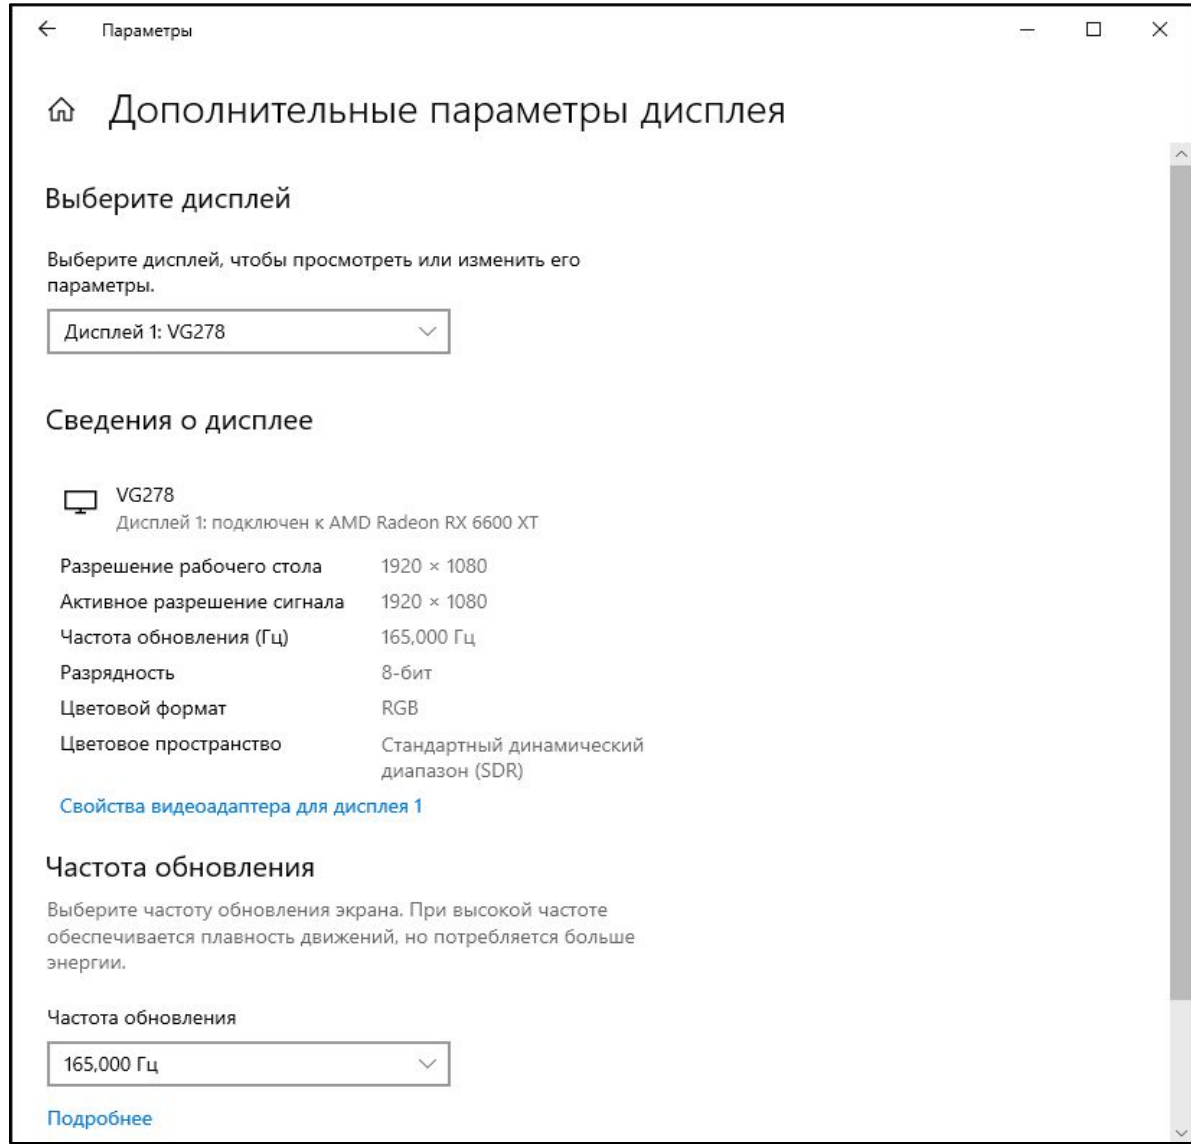 Параметры
Дополнительные параметры дисплея
Выберите дисплей
Выберите дисплей, чтобы просмотреть или изменить его
параметры.
Дисплей 1: VG278
Сведения о дисплее
VG278
Дисплей 1: подключен к AMD Radeon RX 6600 XT
Разрешение рабочего стола 1920 × 1080
Активное разрешение сигнала 1920 × 1080
Частота обновления (Гц) 165,000 Гц
Разрядность 8-бит
Цветовой формат RGB
Цветовое пространство Стандартный динамический
диапазон (SDR)
Свойства видеоадаптера для дисплея 1
Частота обновления
Выберите частоту обновления экрана. При высокой частоте
обеспечивается плавность движений, но потребляется больше
энергии.
Частота обновления
165,000 Гц
Подробнее